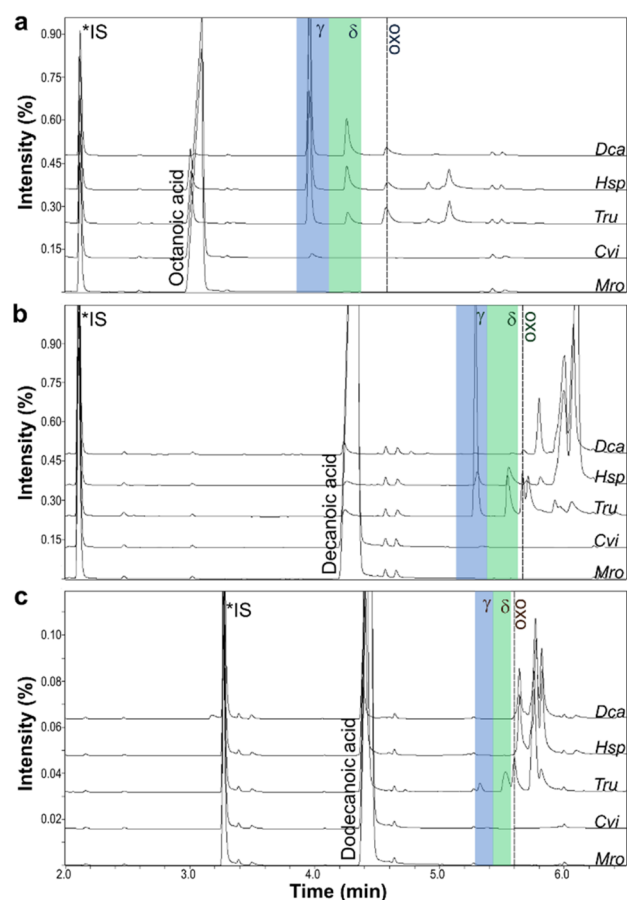 a
*IS
γ
δ
oxo
0.90
0.75
0.60
0.45
0.30
0.15
Intensity (%)
Octanoic acid
Dca
Hsp
Tru
Cvi
Mro
b
*IS
γ
δ
oxo
0.90
0.75
0.60
0.45
0.30
0.15
Intensity (%)
Decanoic acid
Dca
Hsp
Tru
Cvi
Mro
c
*IS
γ
δ
oxo
0.10
0.08
0.06
0.04
0.02
Intensity (%)
Dodecanoic acid
Dca
Hsp
Tru
Cvi
Mro
2.0 3.0 4.0 5.0 6.0
Time (min)